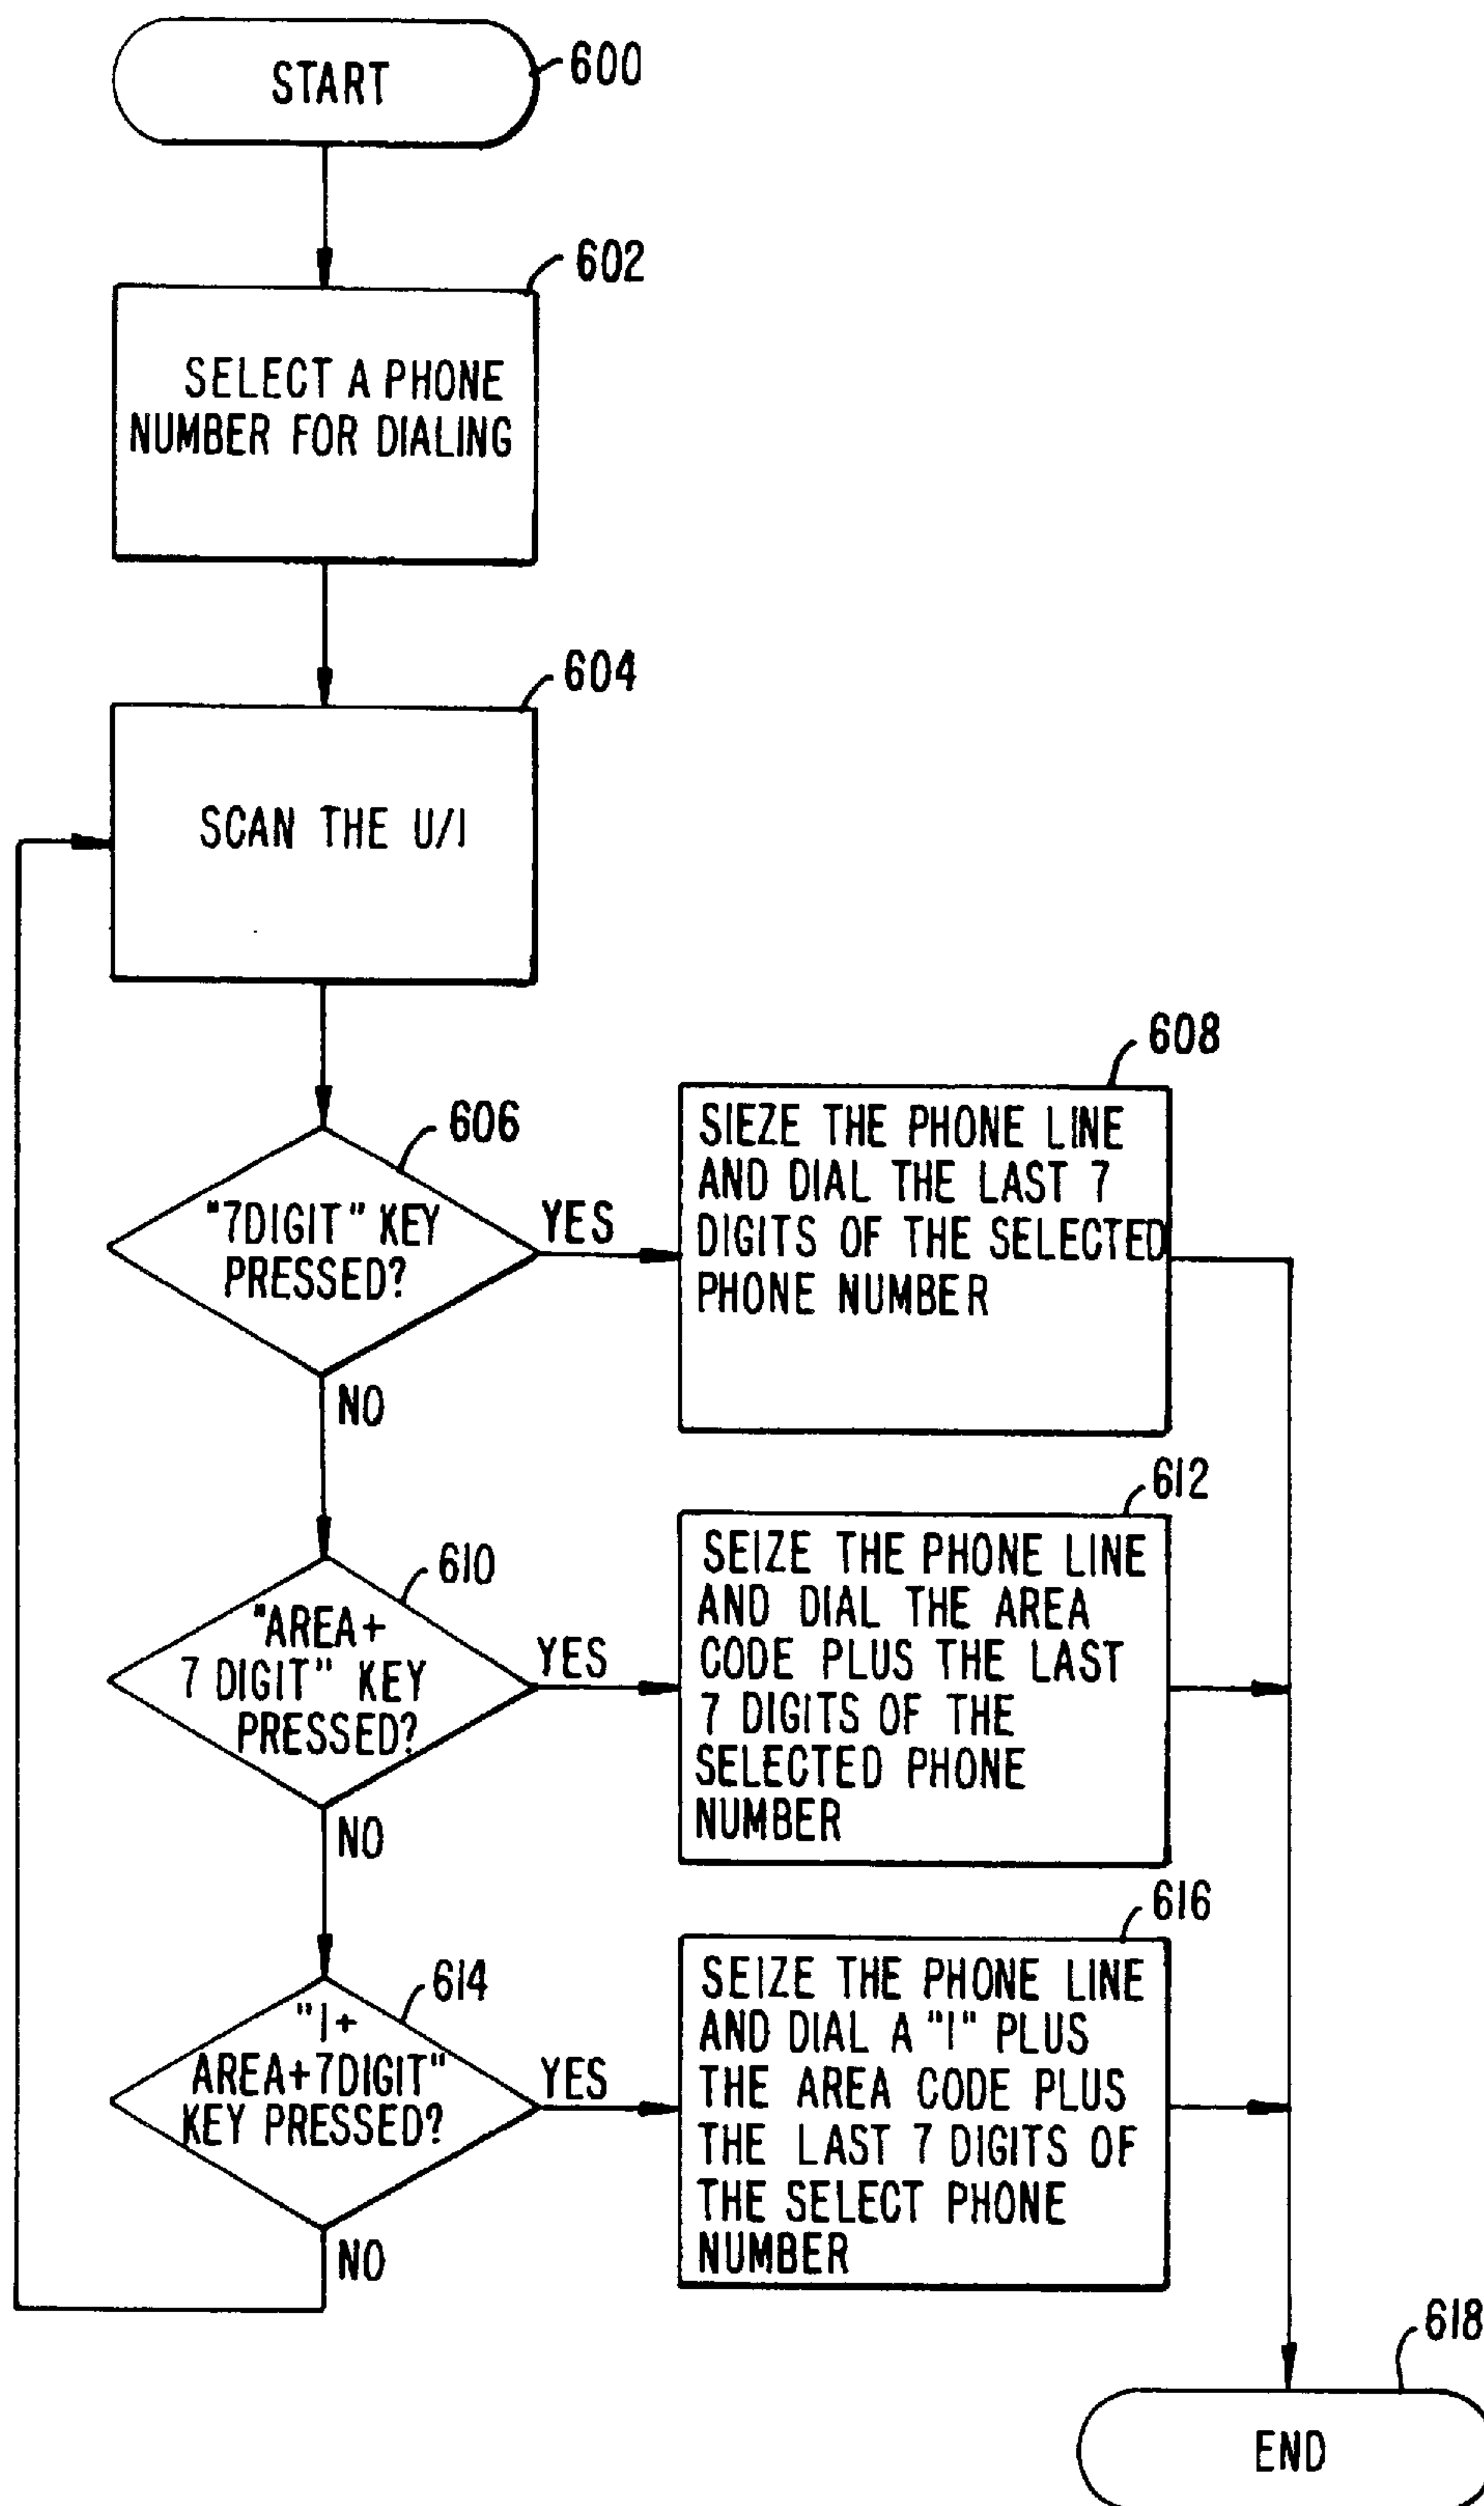 START
600
602
SELECT A PHONE
NUMBER FOR DIALING
604
SCAN THE U/I
606
"7DIGIT" KEY
PRESSED?
YES
NO
608
SIEZE THE PHONE LINE
AND DIAL THE LAST 7
DIGITS OF THE SELECTED
PHONE NUMBER
610
"AREA+
7 DIGIT" KEY
PRESSED?
YES
NO
612
SEIZE THE PHONE LINE
AND DIAL THE AREA
CODE PLUS THE LAST
7 DIGITS OF THE
SELECTED PHONE
NUMBER
614
"1+
AREA+7DIGIT"
KEY PRESSED?
YES
NO
616
SEIZE THE PHONE LINE
AND DIAL A "1" PLUS
THE AREA CODE PLUS
THE LAST 7 DIGITS OF
THE SELECT PHONE
NUMBER
618
END